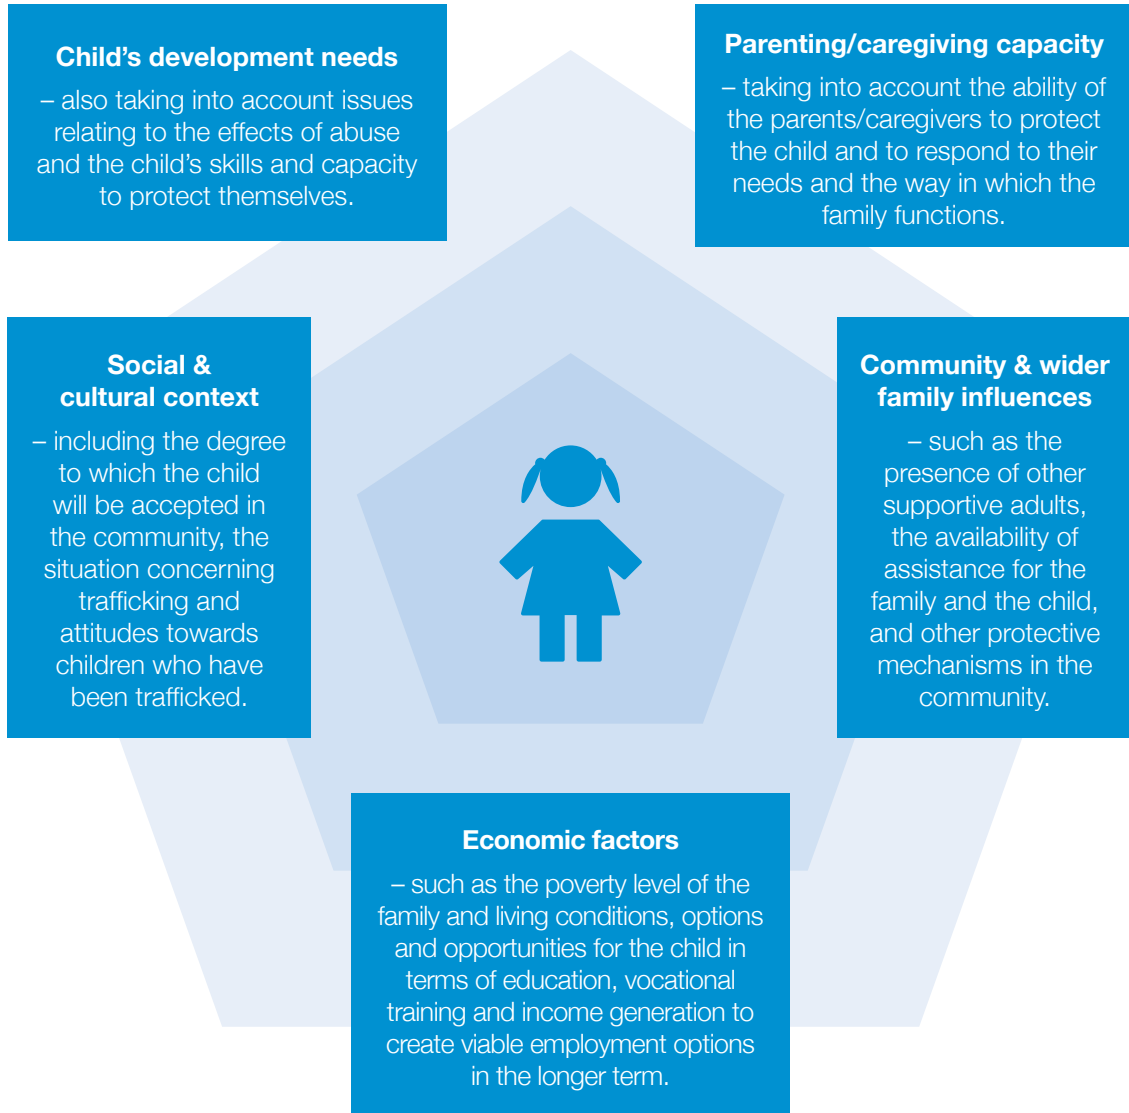 Child’s development needs
– also taking into account issues
relating to the effects of abuse
and the child’s skills and capacity
to protect themselves.
Parenting/caregiving capacity
– taking into account the ability of
the parents/caregivers to protect
the child and to respond to their
needs and the way in which the
family functions.
Social &
cultural context
– including the degree
to which the child
will be accepted in
the community, the
situation concerning
trafficking and
attitudes towards
children who have
been trafficked.
Community & wider
family influences
– such as the
presence of other
supportive adults,
the availability of
assistance for the
family and the child,
and other protective
mechanisms in the
community.
Economic factors
– such as the poverty level of the
family and living conditions, options
and opportunities for the child in
terms of education, vocational
training and income generation to
create viable employment options
in the longer term.